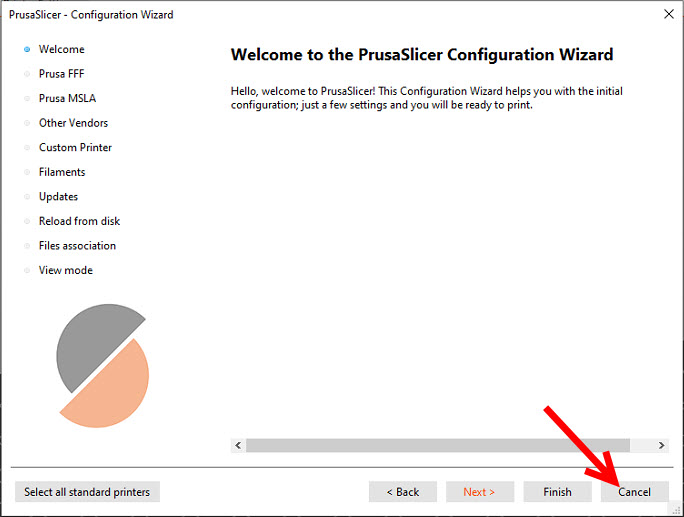 PrusaSlicer - Configuration Wizard
Welcome
Prusa FFF
Prusa MSLA
Other Vendors
Custom Printer
Filaments
Updates
Reload from disk
Files association
View mode
Welcome to the PrusaSlicer Configuration Wizard
Hello, welcome to PrusaSlicer! This Configuration Wizard helps you with the initial
configuration; just a few settings and you will be ready to print.
Select all standard printers
< Back
Next >
Finish
Cancel